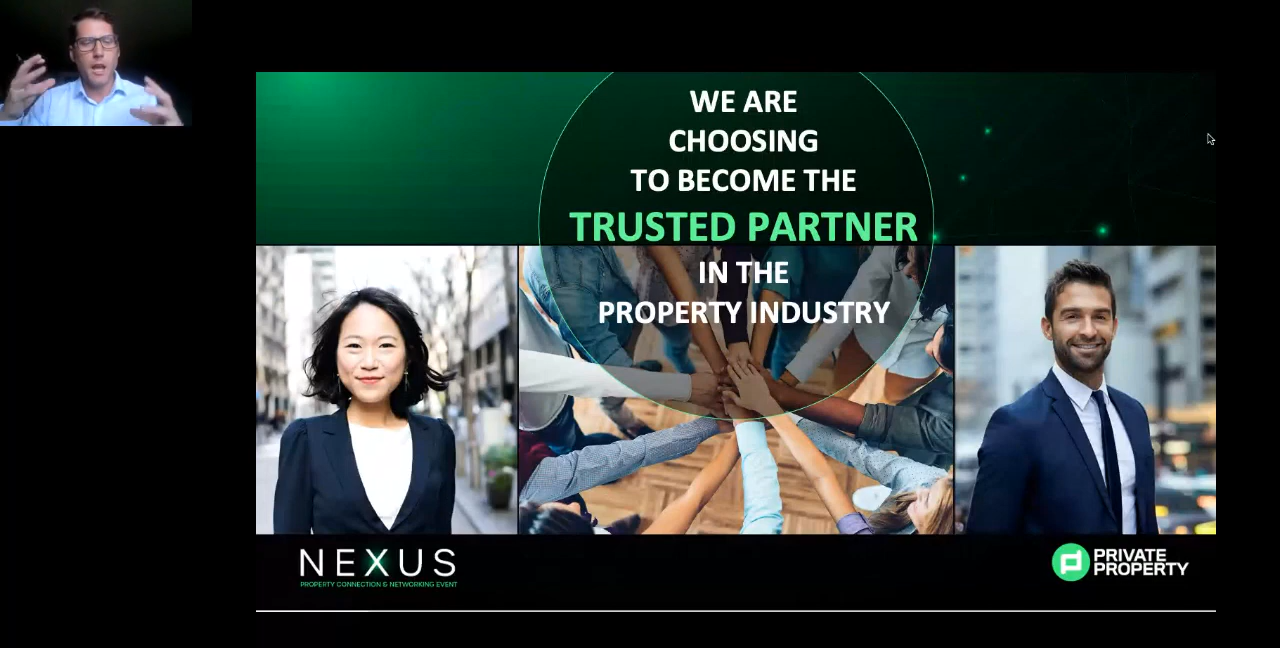 WE ARE
CHOOSING
TO BECOME THE
TRUSTED PARTNER
IN THE
PROPERTY INDUSTRY
NEXUS
PROPERTY CONNECTION & NETWORKING EVENT
PRIVATE
PROPERTY